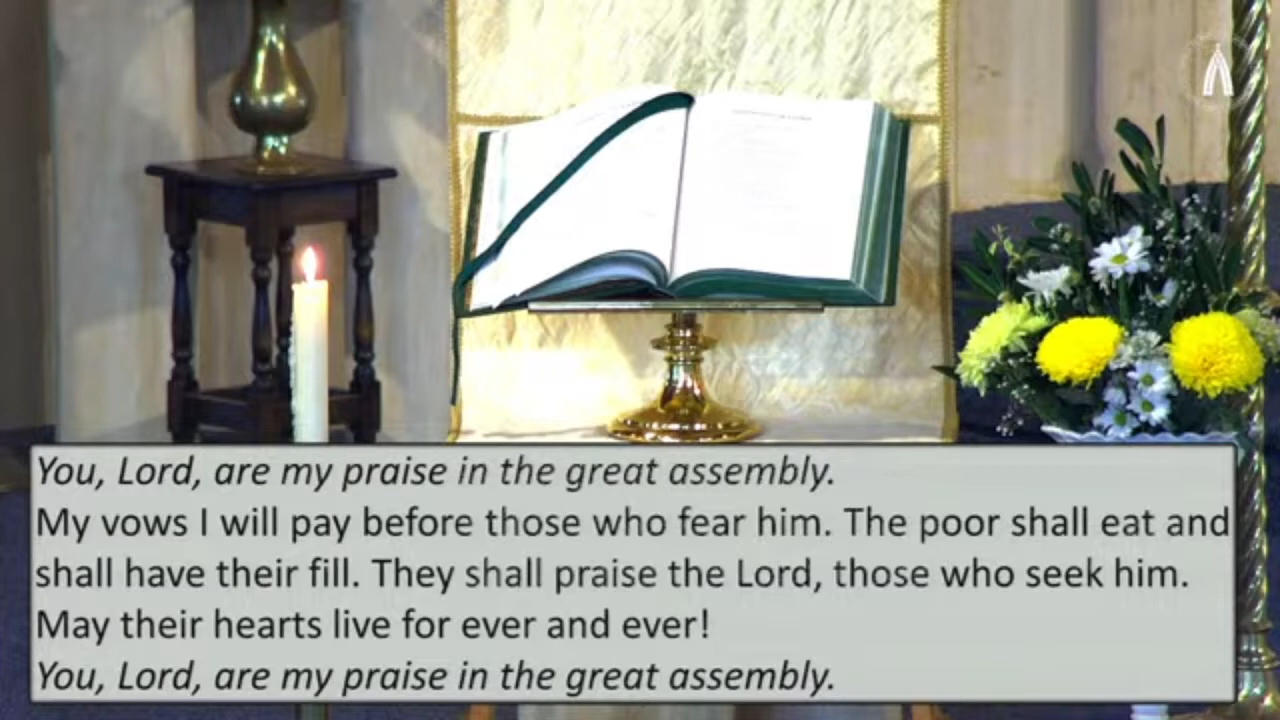 You, Lord, are my praise in the great assembly.
My vows I will pay before those who fear him. The poor shall eat and
shall have their fill. They shall praise the Lord, those who seek him.
May their hearts live for ever and ever!
You, Lord, are my praise in the great assembly.